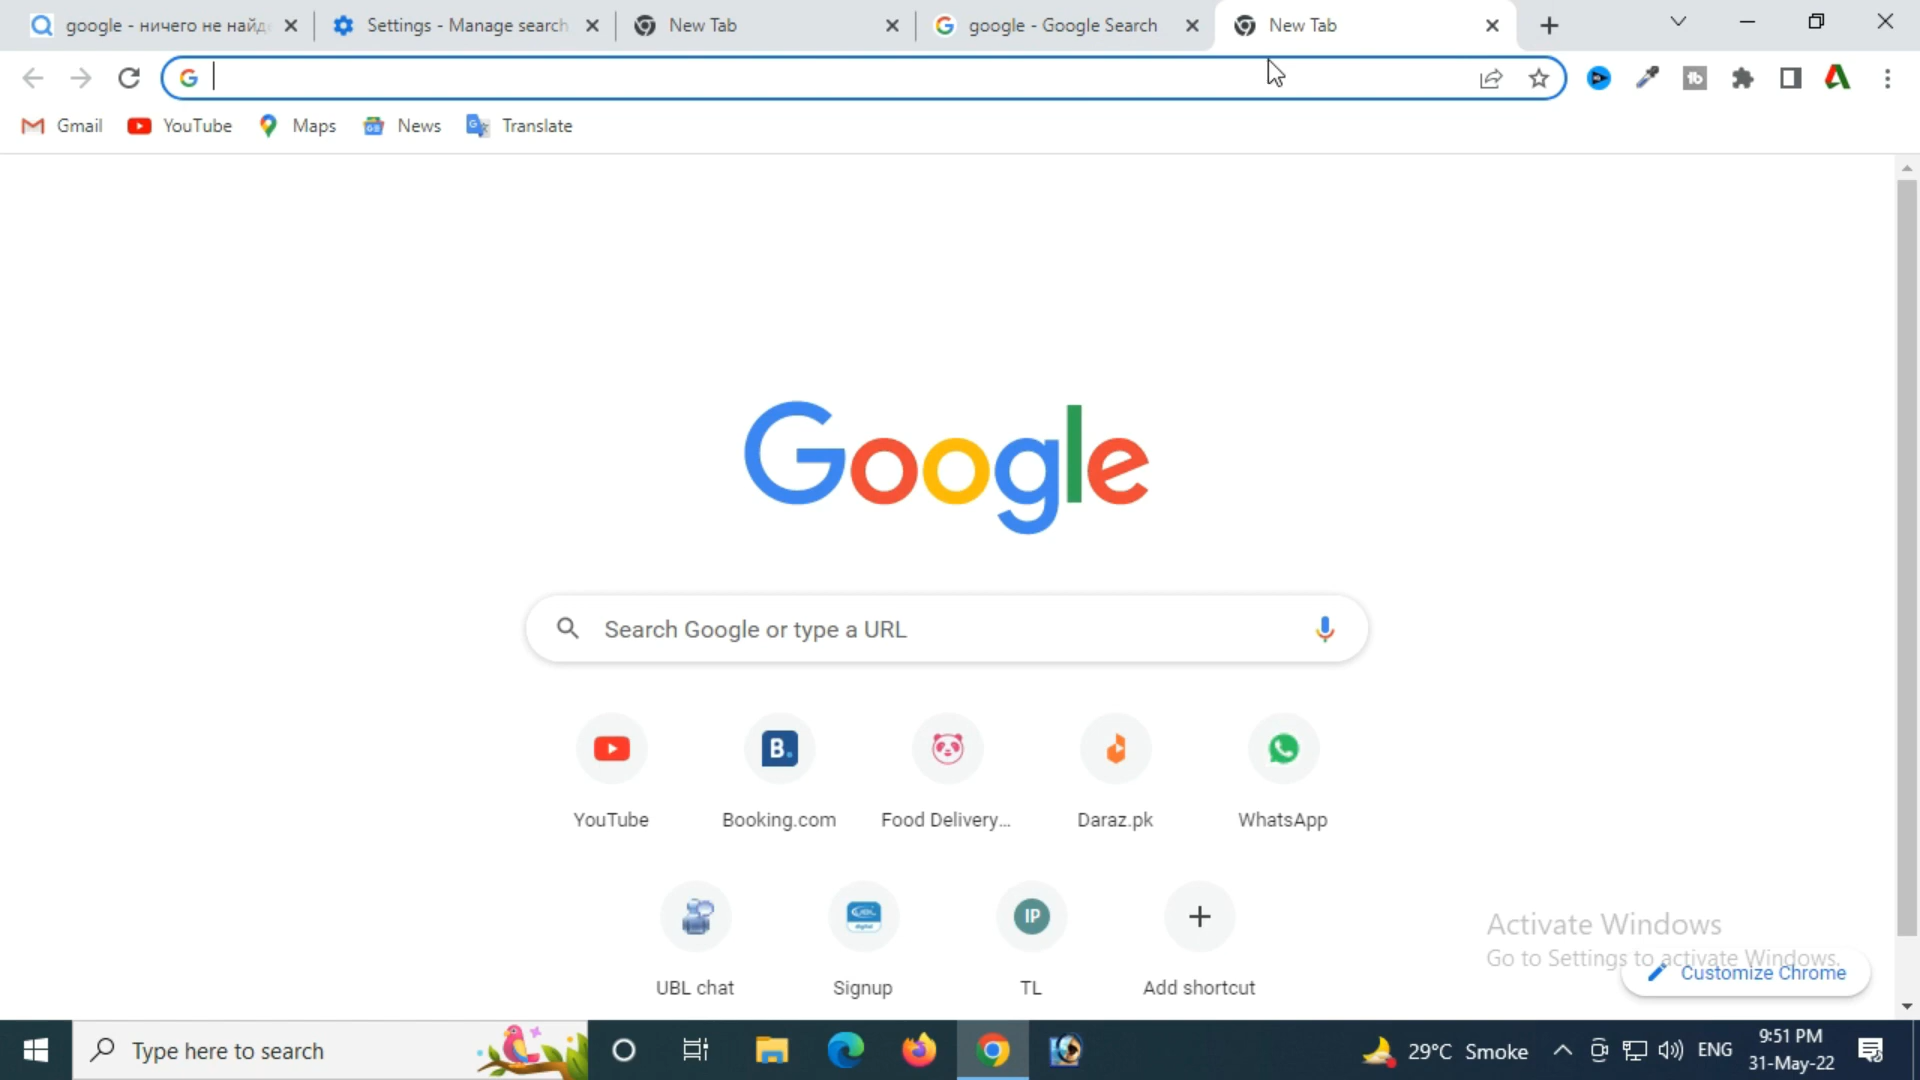 google - ничего не найд
Settings - Manage search
New Tab
google - Google Search
New Tab
Gmail
YouTube
Maps
News
Translate
Google
Search Google or type a URL
YouTube
Booking.com
Food Delivery...
Daraz.pk
WhatsApp
UBL chat
Signup
IP
TL
Add shortcut
Activate Windows
Go to Settings to activate Windows.
Customize Chrome
Type here to search
29°C Smoke
ENG
9:51 PM
31-May-22